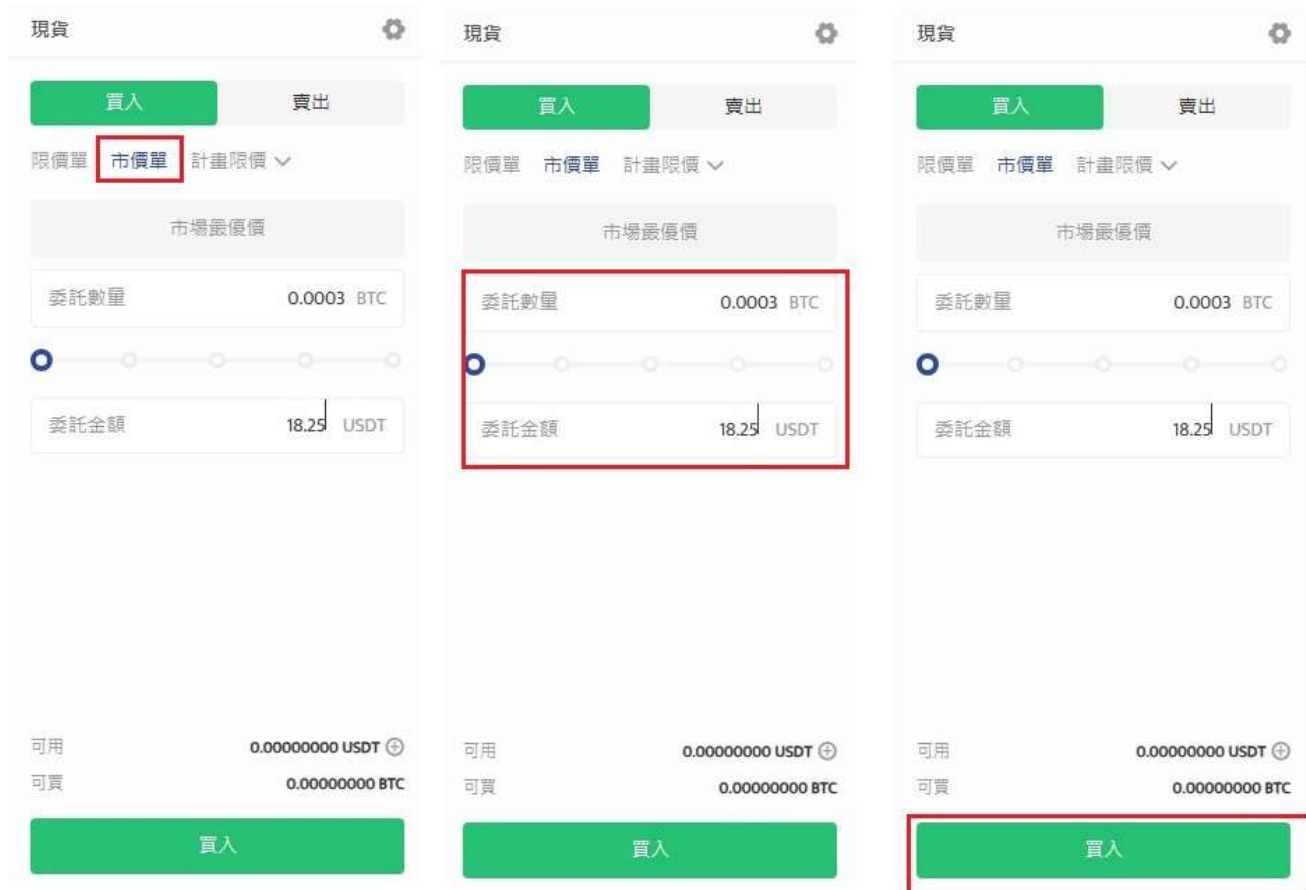 現貨
買入 賣出
限價單 市價單 計畫限價
市場最優價
委託數量 0.0003 BTC
委託金額 18.25 USDT
可用 0.00000000 USDT
可買 0.00000000 BTC
買入
現貨
買入 賣出
限價單 市價單 計畫限價
市場最優價
委託數量 0.0003 BTC
委託金額 18.25 USDT
可用 0.00000000 USDT
可買 0.00000000 BTC
買入
現貨
買入 賣出
限價單 市價單 計畫限價
市場最優價
委託數量 0.0003 BTC
委託金額 18.25 USDT
可用 0.00000000 USDT
可買 0.00000000 BTC
買入